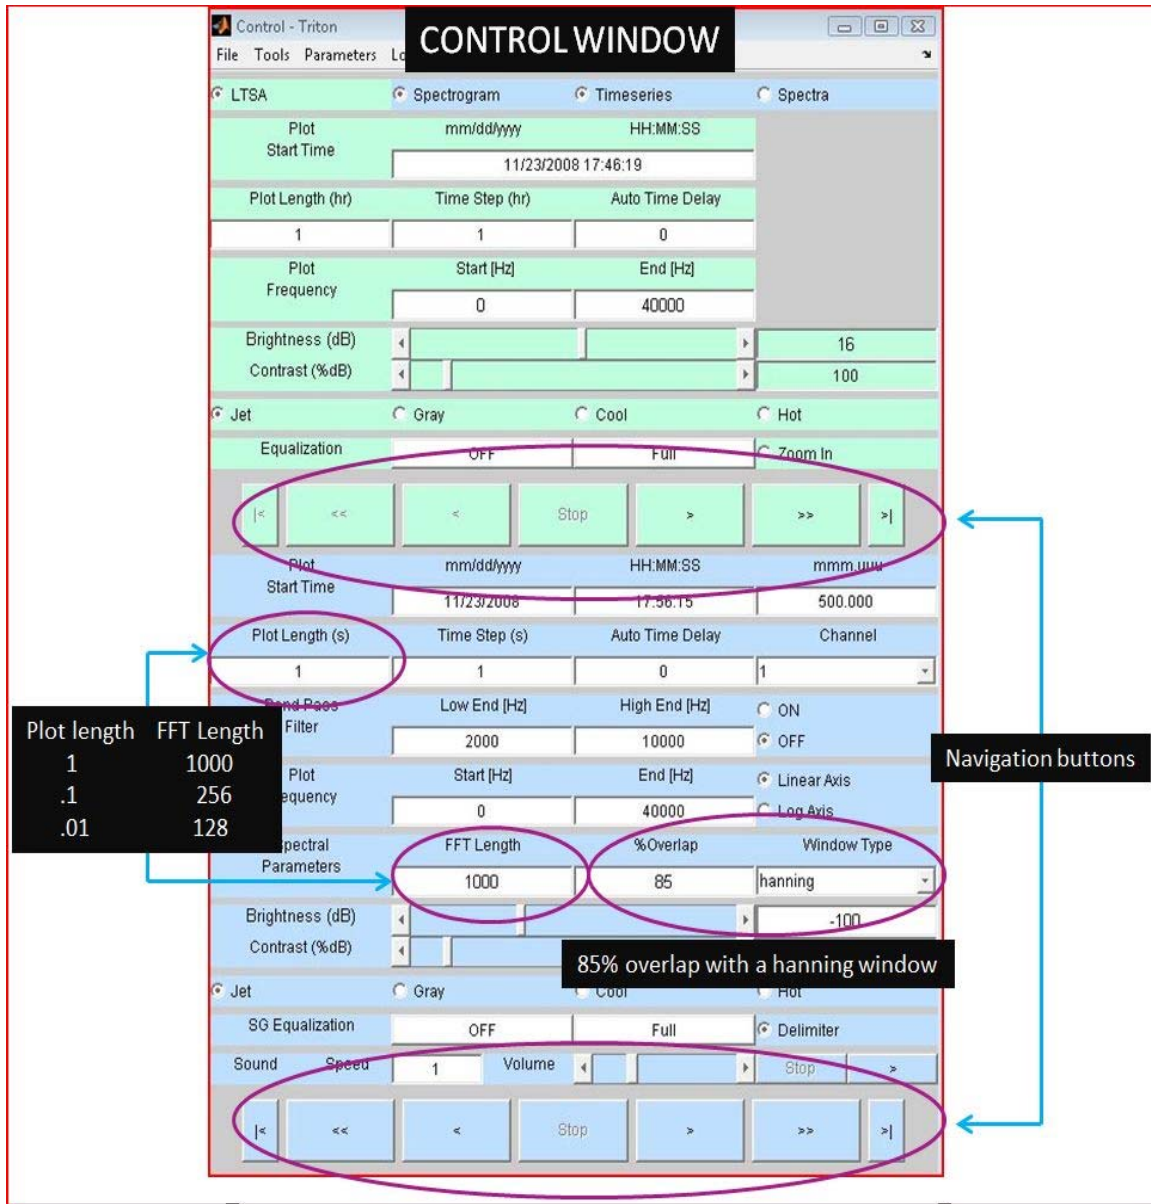 Control - Triton
CONTROL WINDOW
File Tools Parameters
LTSA Spectrogram Timeseries Spectra
Plot mm/dd/yyyy HH:MM:SS
Start Time
11/23/2008 17:46:19
Plot Length (hr) Time Step (hr) Auto Time Delay
1 1 0
Plot Start [Hz] End [Hz]
Frequency
0 40000
Brightness (dB) 16
Contrast (%dB) 100
Jet Gray Cool Hot
Equalization OFF Full Zoom In
|< << < Stop > >> >|
Plot mm/dd/yyyy HH:MM:SS mmm.uuu
Start Time
11/23/2008 17:56:15 500.000
Plot Length (s) Time Step (s) Auto Time Delay Channel
1 1 0 1
Band Pass Low End [Hz] High End [Hz] ON
Filter
2000 10000 OFF
Plot length FFT Length
1 1000
.1 256
.01 128
Navigation buttons
Plot Start [Hz] End [Hz] Linear Axis
equency
0 40000 Log Axis
Spectral FFT Length %Overlap Window Type
Parameters
1000 85 hanning
Brightness (dB) -100
Contrast (%dB)
85% overlap with a hanning window
Jet Gray Cool Hot
SG Equalization OFF Full Delimiter
Sound Speed 1 Volume Stop >
|< << < Stop > >> >|